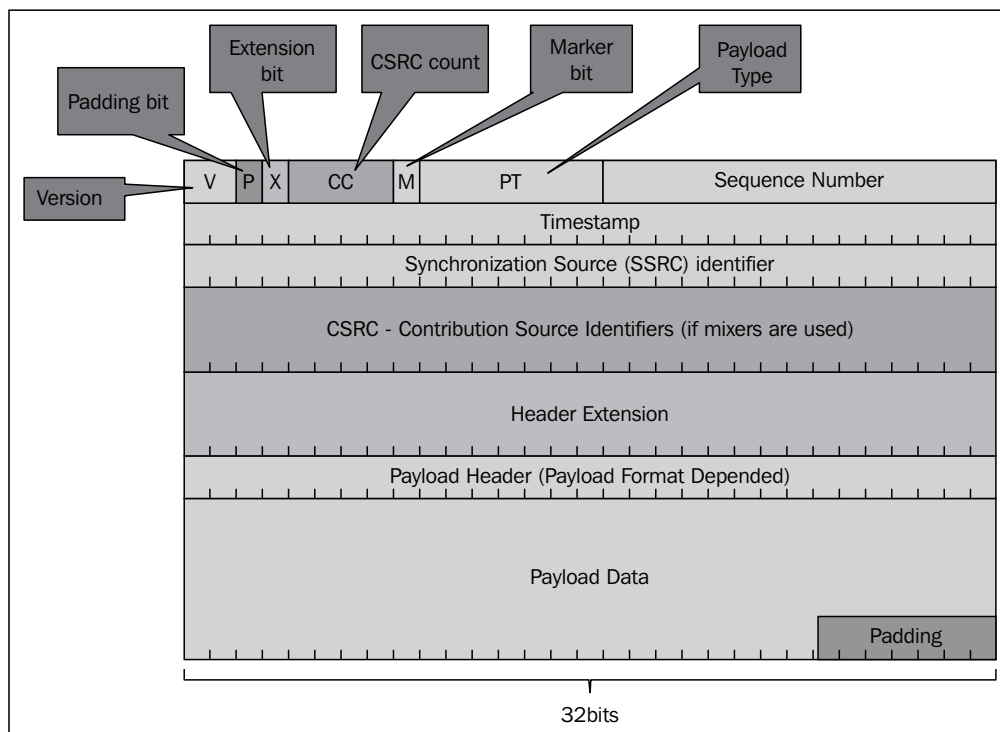 Extension
bit
CSRC count
Marker
bit
Payload
Type
Padding bit
Version
V P X CC M PT Sequence Number
Timestamp
Synchronization Source (SSRC) identifier
CSRC - Contribution Source Identifiers (if mixers are used)
Header Extension
Payload Header (Payload Format Depended)
Payload Data
Padding
32bits